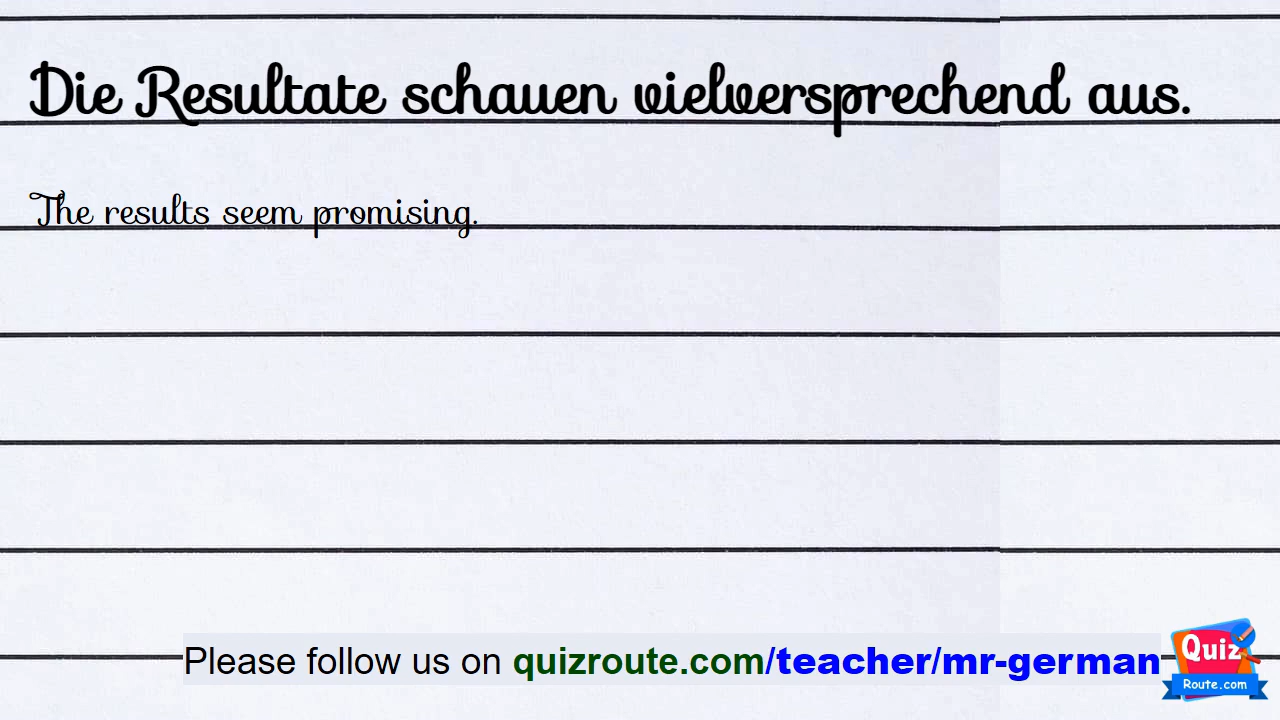 Die Resultate schauen vielversprechend aus.
The results seem promising.
Please follow us on quizroute.com/teacher/mr-german
Quiz
Route.com